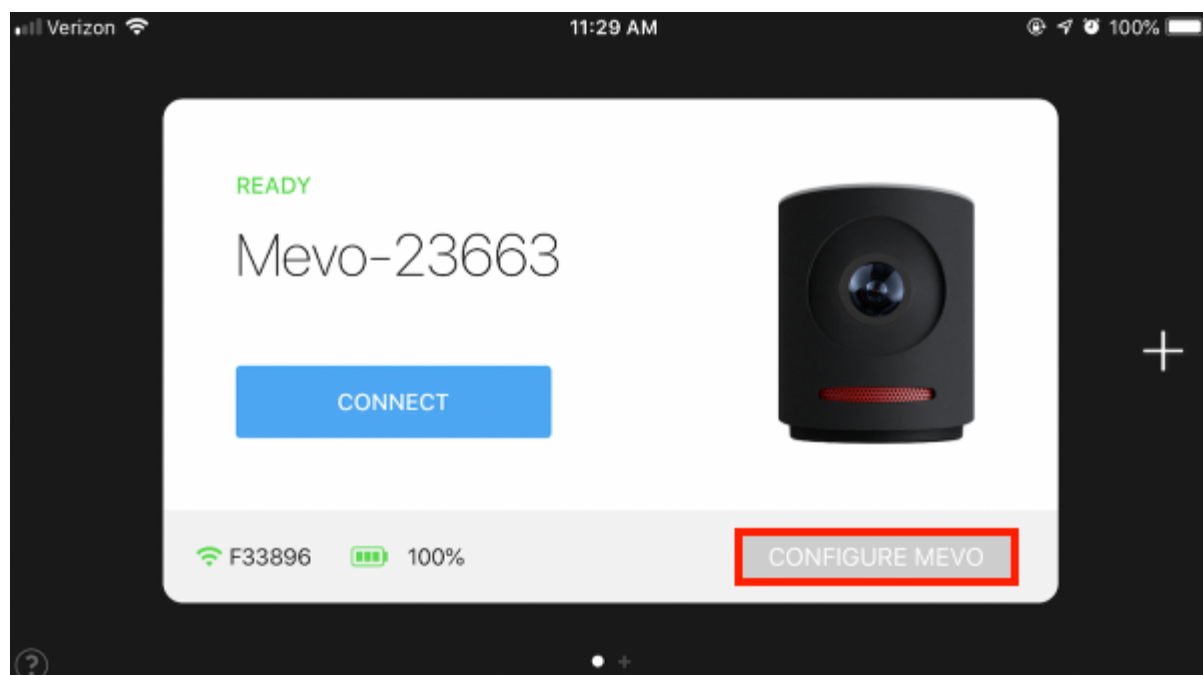 Verizon 11:29 AM 100%
READY
Mevo-23663
CONNECT
F33896 100% CONFIGURE MEVO
?